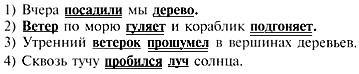 1) Вчера посадили мы дерево.
2) Ветер по морю гуляет и кораблик подгоняет.
3) Утренний ветерок прошумел в вершинах деревьев.
4) Сквозь тучу пробился луч солнца.